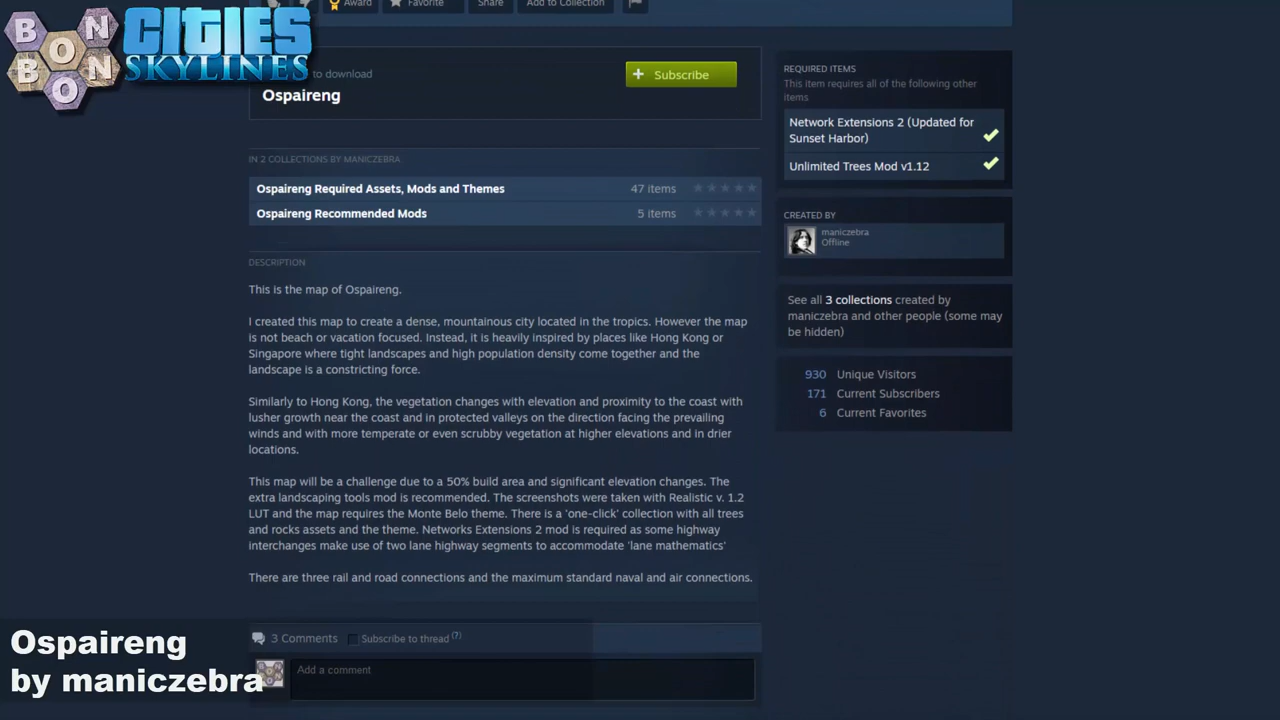 BON BON
CITIES
SKYLINES
Award
Favorite
Share
Add to Collection
to download
Ospaireng
Subscribe
IN 2 COLLECTIONS BY MANICZEBRA
Ospaireng Required Assets, Mods and Themes 47 items
Ospaireng Recommended Mods 5 items
DESCRIPTION
This is the map of Ospaireng.
I created this map to create a dense, mountainous city located in the tropics. However the map
is not beach or vacation focused. Instead, it is heavily inspired by places like Hong Kong or
Singapore where tight landscapes and high population density come together and the
landscape is a constricting force.
Similarly to Hong Kong, the vegetation changes with elevation and proximity to the coast with
lusher growth near the coast and in protected valleys on the direction facing the prevailing
winds and with more temperate or even scrubby vegetation at higher elevations and in drier
locations.
This map will be a challenge due to a 50% build area and significant elevation changes. The
extra landscaping tools mod is recommended. The screenshots were taken with Realistic v. 1.2
LUT and the map requires the Monte Belo theme. There is a 'one-click' collection with all trees
and rocks assets and the theme. Networks Extensions 2 mod is required as some highway
interchanges make use of two lane highway segments to accommodate 'lane mathematics'
There are three rail and road connections and the maximum standard naval and air connections.
3 Comments
Subscribe to thread (?)
Add a comment
REQUIRED ITEMS
This item requires all of the following other
items
Network Extensions 2 (Updated for
Sunset Harbor)
Unlimited Trees Mod v1.12
CREATED BY
maniczebra
Offline
See all 3 collections created by
maniczebra and other people (some may
be hidden)
930 Unique Visitors
171 Current Subscribers
6 Current Favorites
Ospaireng
by maniczebra